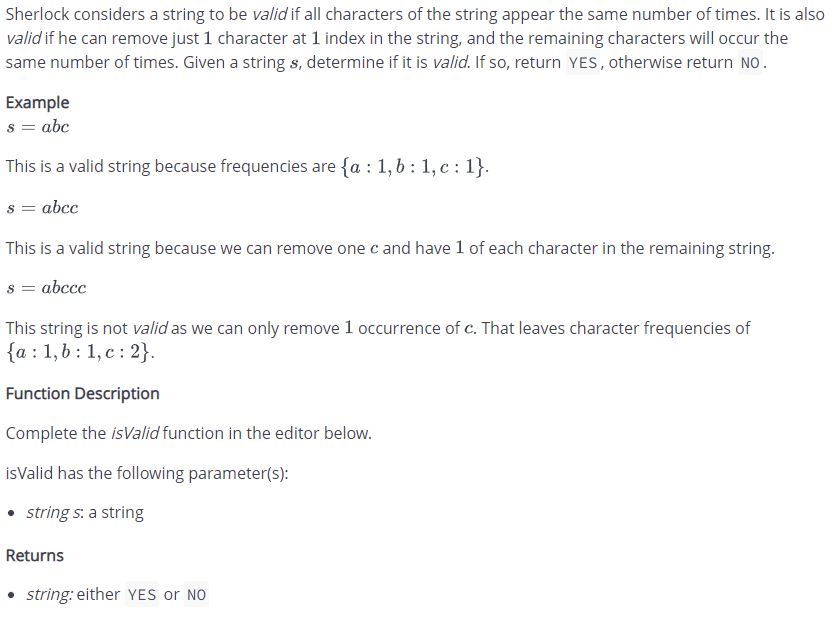 Sherlock considers a string to be valid if all characters of the string appear the same number of times. It is also
valid if he can remove just 1 character at 1 index in the string, and the remaining characters will occur the
same number of times. Given a string s, determine if it is valid. If so, return YES, otherwise return NO.
Example
s = abc
This is a valid string because frequencies are {a : 1, b : 1, c : 1}.
s = abcc
This is a valid string because we can remove one c and have 1 of each character in the remaining string.
s = abccc
This string is not valid as we can only remove 1 occurrence of c. That leaves character frequencies of
{a : 1, b : 1, c : 2}.
Function Description
Complete the isValid function in the editor below.
isValid has the following parameter(s):
• string s: a string
Returns
• string: either YES or NO